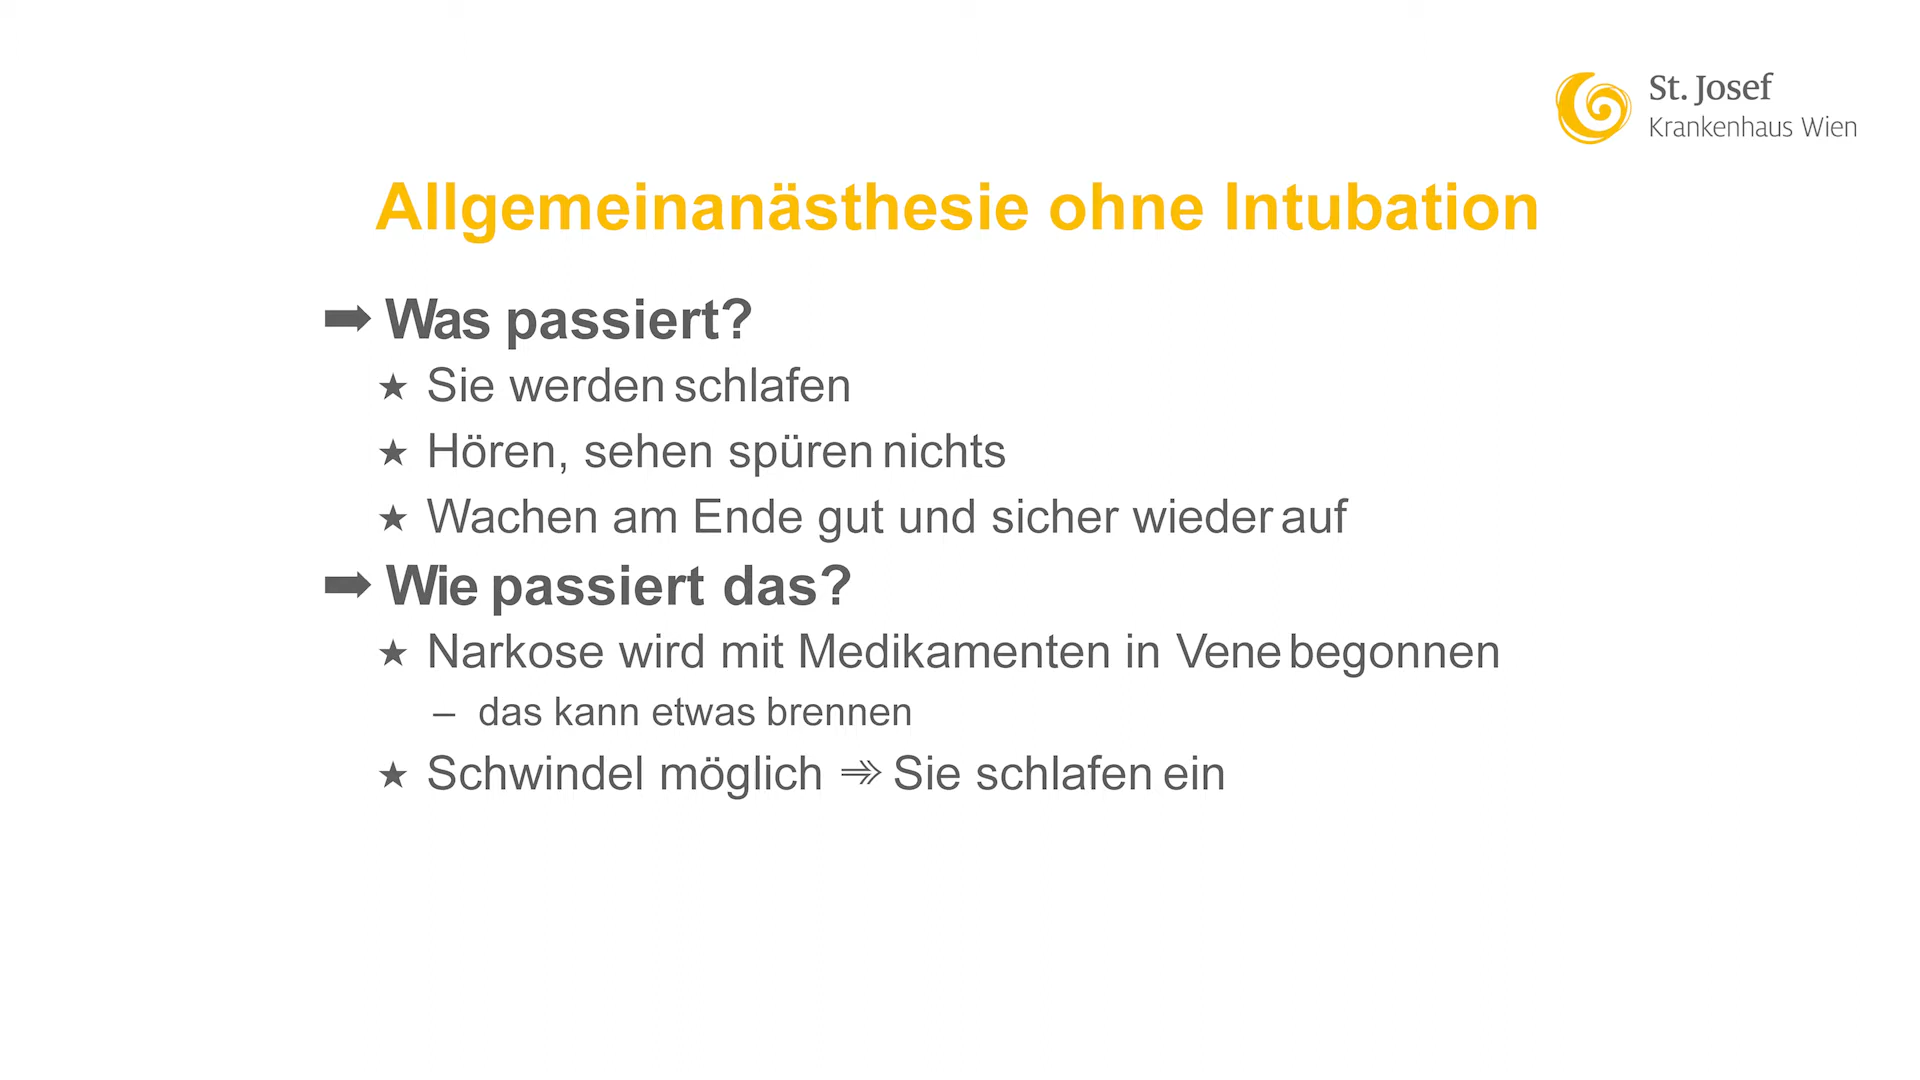 St. Josef
Krankenhaus Wien
Allgemeinanästhesie ohne Intubation
➡ Was passiert?
★ Sie werden schlafen
★ Hören, sehen spüren nichts
★ Wachen am Ende gut und sicher wieder auf
➡ Wie passiert das?
★ Narkose wird mit Medikamenten in Vene begonnen
– das kann etwas brennen
★ Schwindel möglich ⇒ Sie schlafen ein